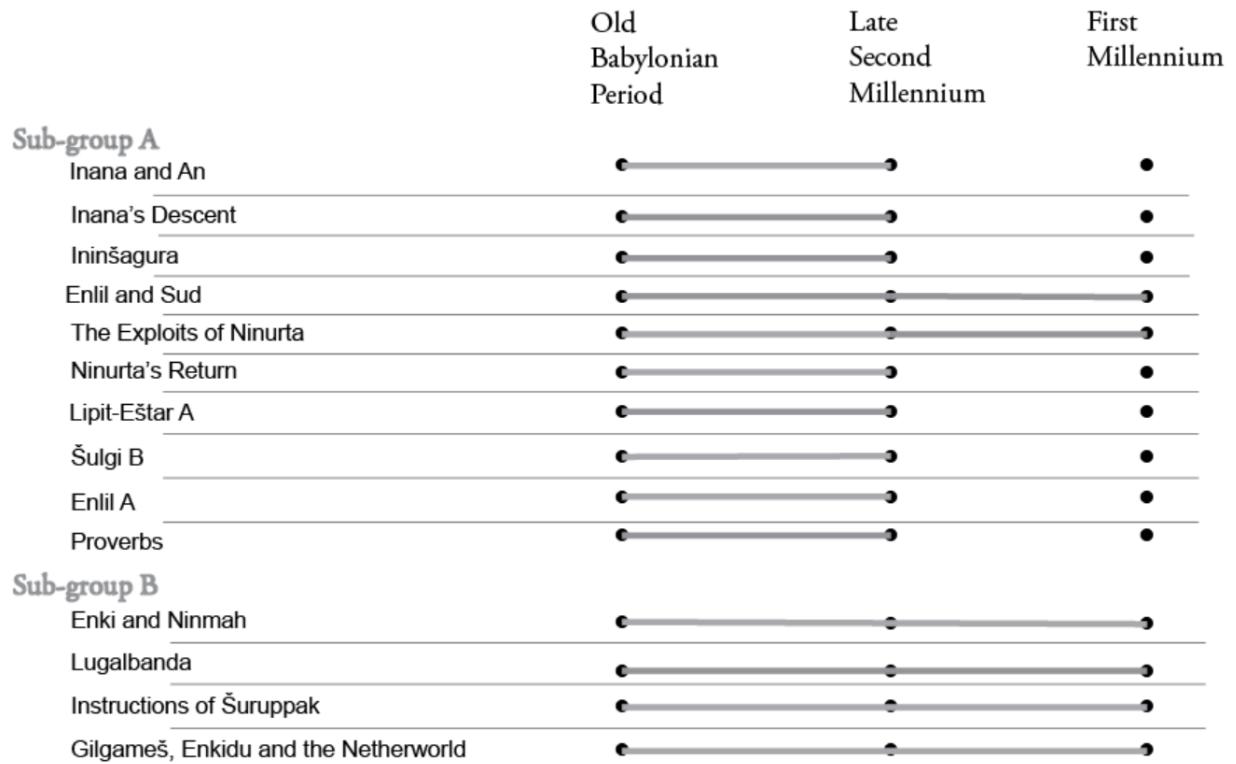 Old Babylonian Period
Late Second Millennium
First Millennium
Sub-group A
Inana and An
Inana’s Descent
Ininšagura
Enlil and Sud
The Exploits of Ninurta
Ninurta’s Return
Lipit-Eštar A
Šulgi B
Enlil A
Proverbs
Sub-group B
Enki and Ninmah
Lugalbanda
Instructions of Šuruppak
Gilgameš, Enkidu and the Netherworld